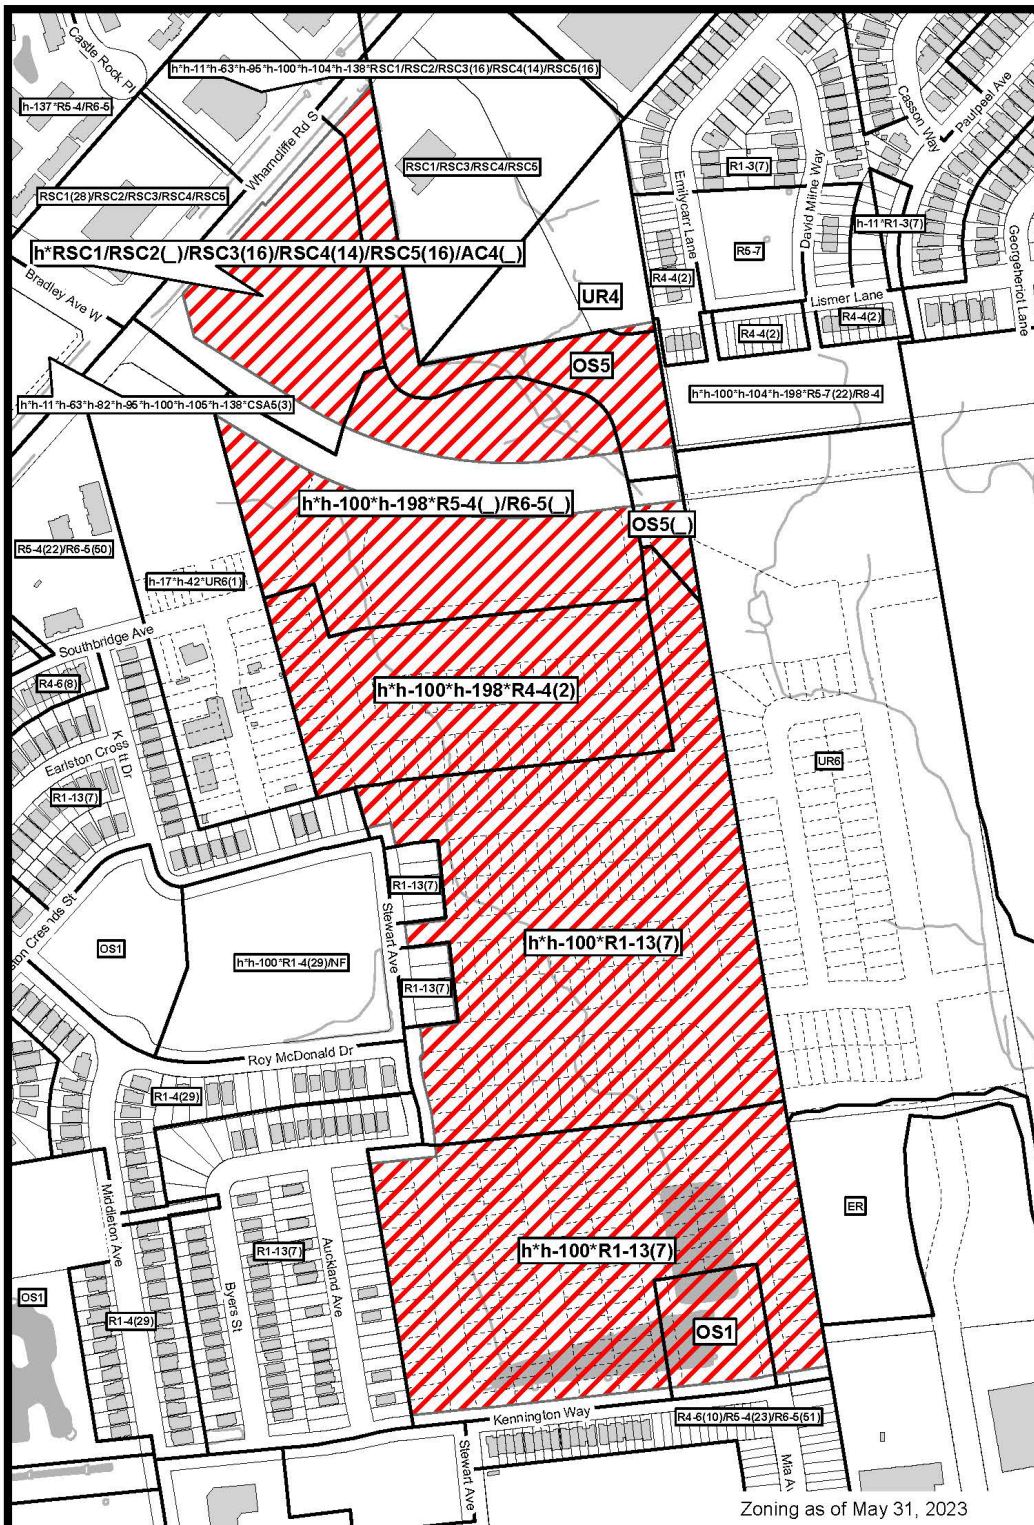 Castle Rock Pl
h*h-11*h-63*h-95*h-100*h-104*h-138*RSC1/RSC2/RSC3(16)/RSC4(14)/RSC5(16)
h-137*R5-4/R6-5
Wharncliffe Rd S
RSC1/RSC3/RSC4/RSC5
Casson Way
Paulpeel Ave
R1-3(7)
Emilycarr Lane
David Milne Way
RSC1(28)/RSC2/RSC3/RSC4/RSC5
h-11*R1-3(7)
Georgeheriot Lane
h*RSC1/RSC2(_)/RSC3(16)/RSC4(14)/RSC5(16)/AC4(_)
R5-7
R4-4(2)
Bradley Ave W
UR4
Lismer Lane
R4-4(2)
R4-4(2)
OS5
h*h-11*h-63*h-82*h-95*h-100*h-105*h-138*CSA5(3)
h*h-100*h-104*h-198*R5-7(22)/R8-4
h*h-100*h-198*R5-4(_)/R6-5(_)
OS5(_)
R5-4(22)/R6-5(50)
h-17*h-42*UR6(1)
Southbridge Ave
R4-6(8)
h*h-100*h-198*R4-4(2)
Earlston Cross
Dr
UR6
R1-13(7)
R1-13(7)
St
Stewart Ave
OS1
h*h-100*R1-4(29)/NF
h*h-100*R1-13(7)
R1-13(7)
Roy McDonald Dr
R1-4(29)
Middleton Ave
ER
R1-13(7)
Auckland Ave
h*h-100*R1-13(7)
Byers St
OS1
R1-4(29)
OS1
Kennington Way
R4-6(10)/R5-4(23)/R6-5(51)
Stewart Ave
Mia
Zoning as of May 31, 2023